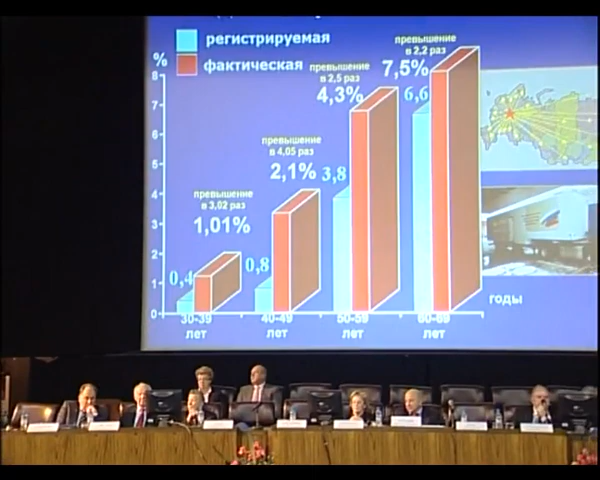 регистрируемая
фактическая
%
8
7
6
5
4
3
2
1
0
превышение
в 3,02 раз
1,01%
0,4
превышение
в 4,05 раз
2,1%
0,8
превышение
в 2,5 раз
4,3%
3,8
превышение
в 2,2 раз
7,5%
6,6
30-39
лет
40-49
лет
50-59
лет
60-69
лет
годы